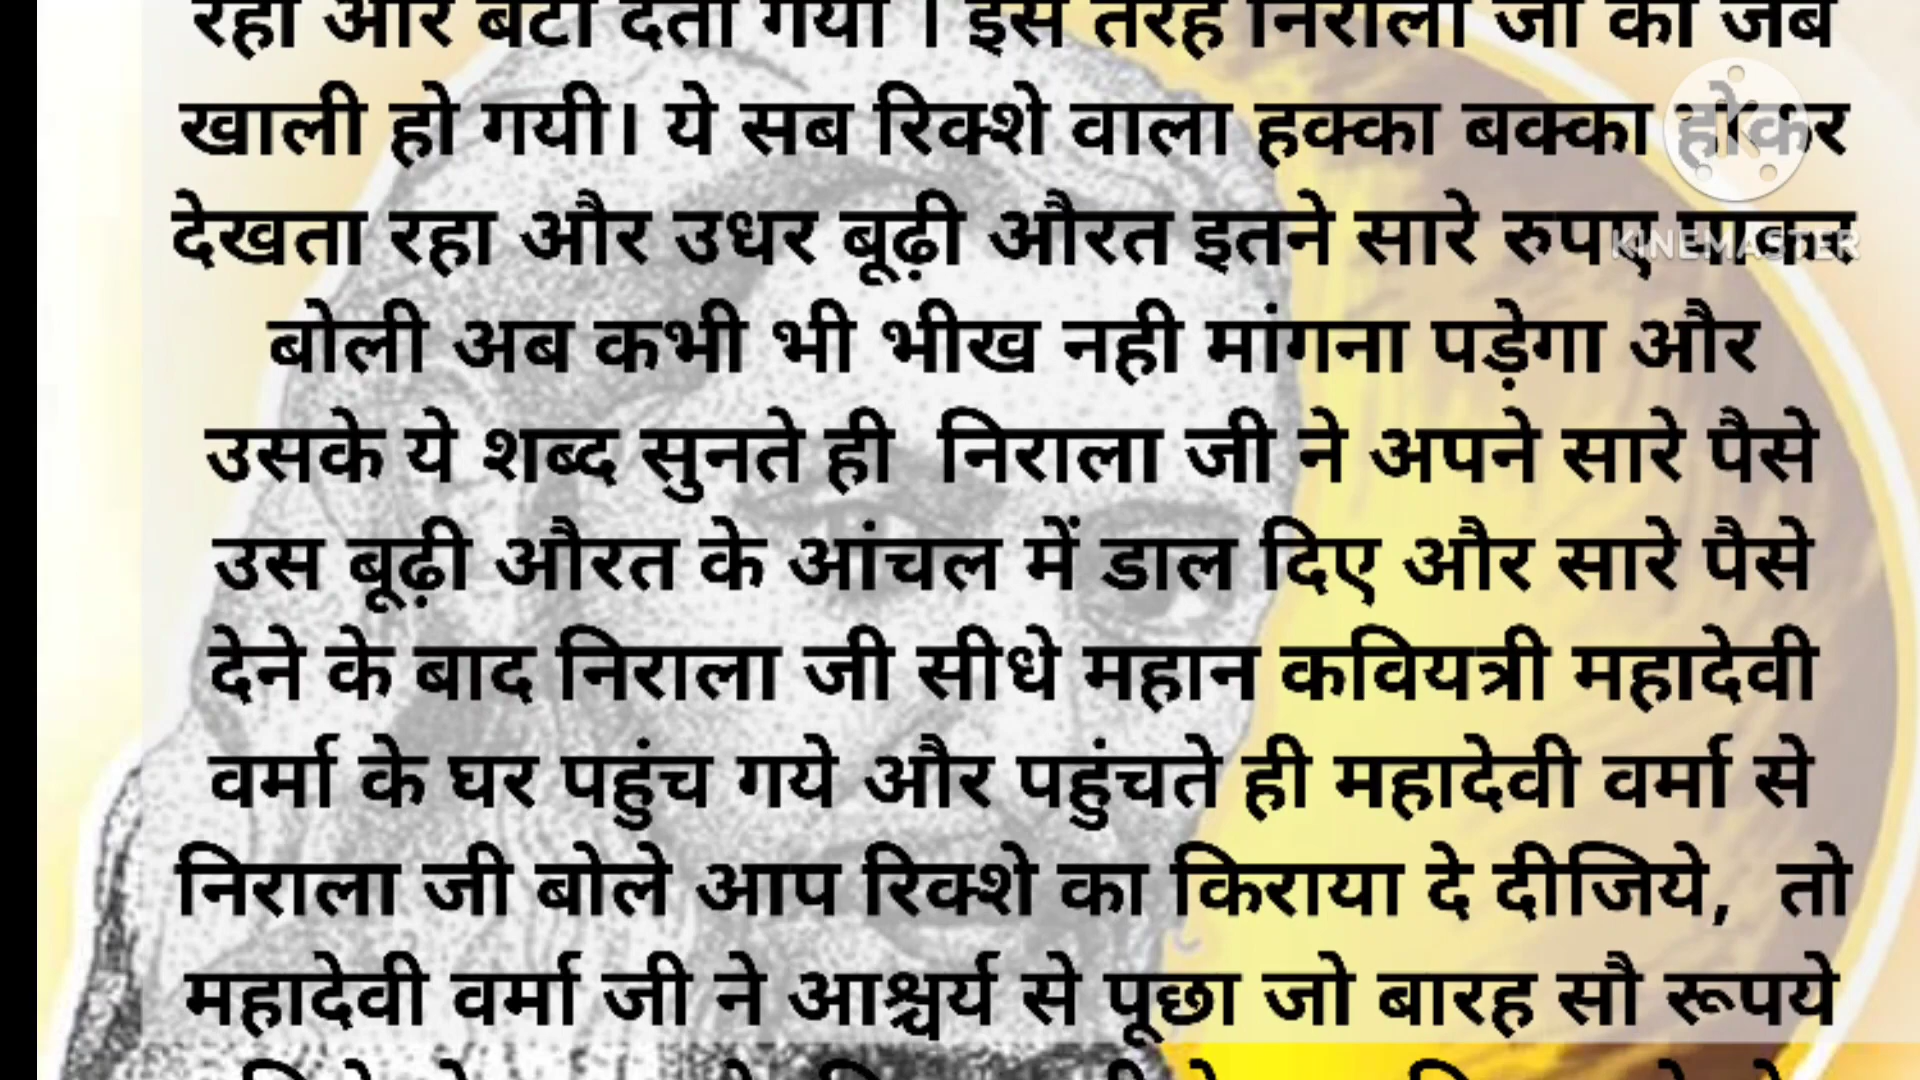 रहा और बेटा देता गया । इस तरह निराला जी की जेब
खाली हो गयी। ये सब रिक्शे वाला हक्का बक्का होकर
देखता रहा और उधर बूढ़ी औरत इतने सारे रुपए पाकर
KINEMASTER
बोली अब कभी भी भीख नही मांगना पड़ेगा और
उसके ये शब्द सुनते ही निराला जी ने अपने सारे पैसे
उस बूढ़ी औरत के आंचल में डाल दिए और सारे पैसे
देने के बाद निराला जी सीधे महान कवियत्री महादेवी
वर्मा के घर पहुंच गये और पहुंचते ही महादेवी वर्मा से
निराला जी बोले आप रिक्शे का किराया दे दीजिये, तो
महादेवी वर्मा जी ने आश्चर्य से पूछा जो बारह सौ रूपये